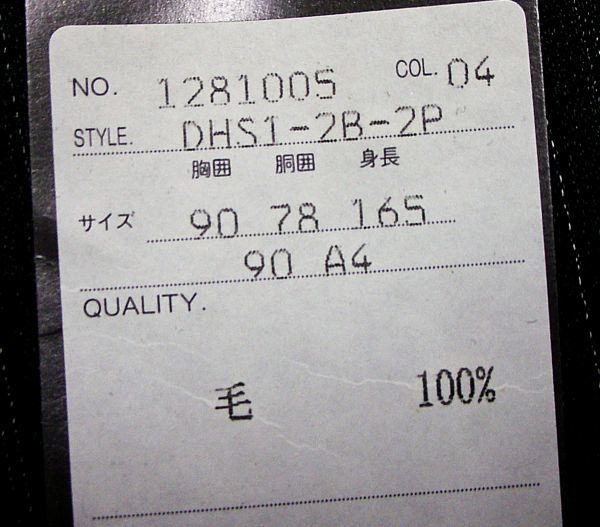 NO. 1281005 COL. 04
STYLE. DHS1-2B-2P
胸囲 胴囲 身長
サイズ 90 78 165
90 A4
QUALITY.
毛 100%